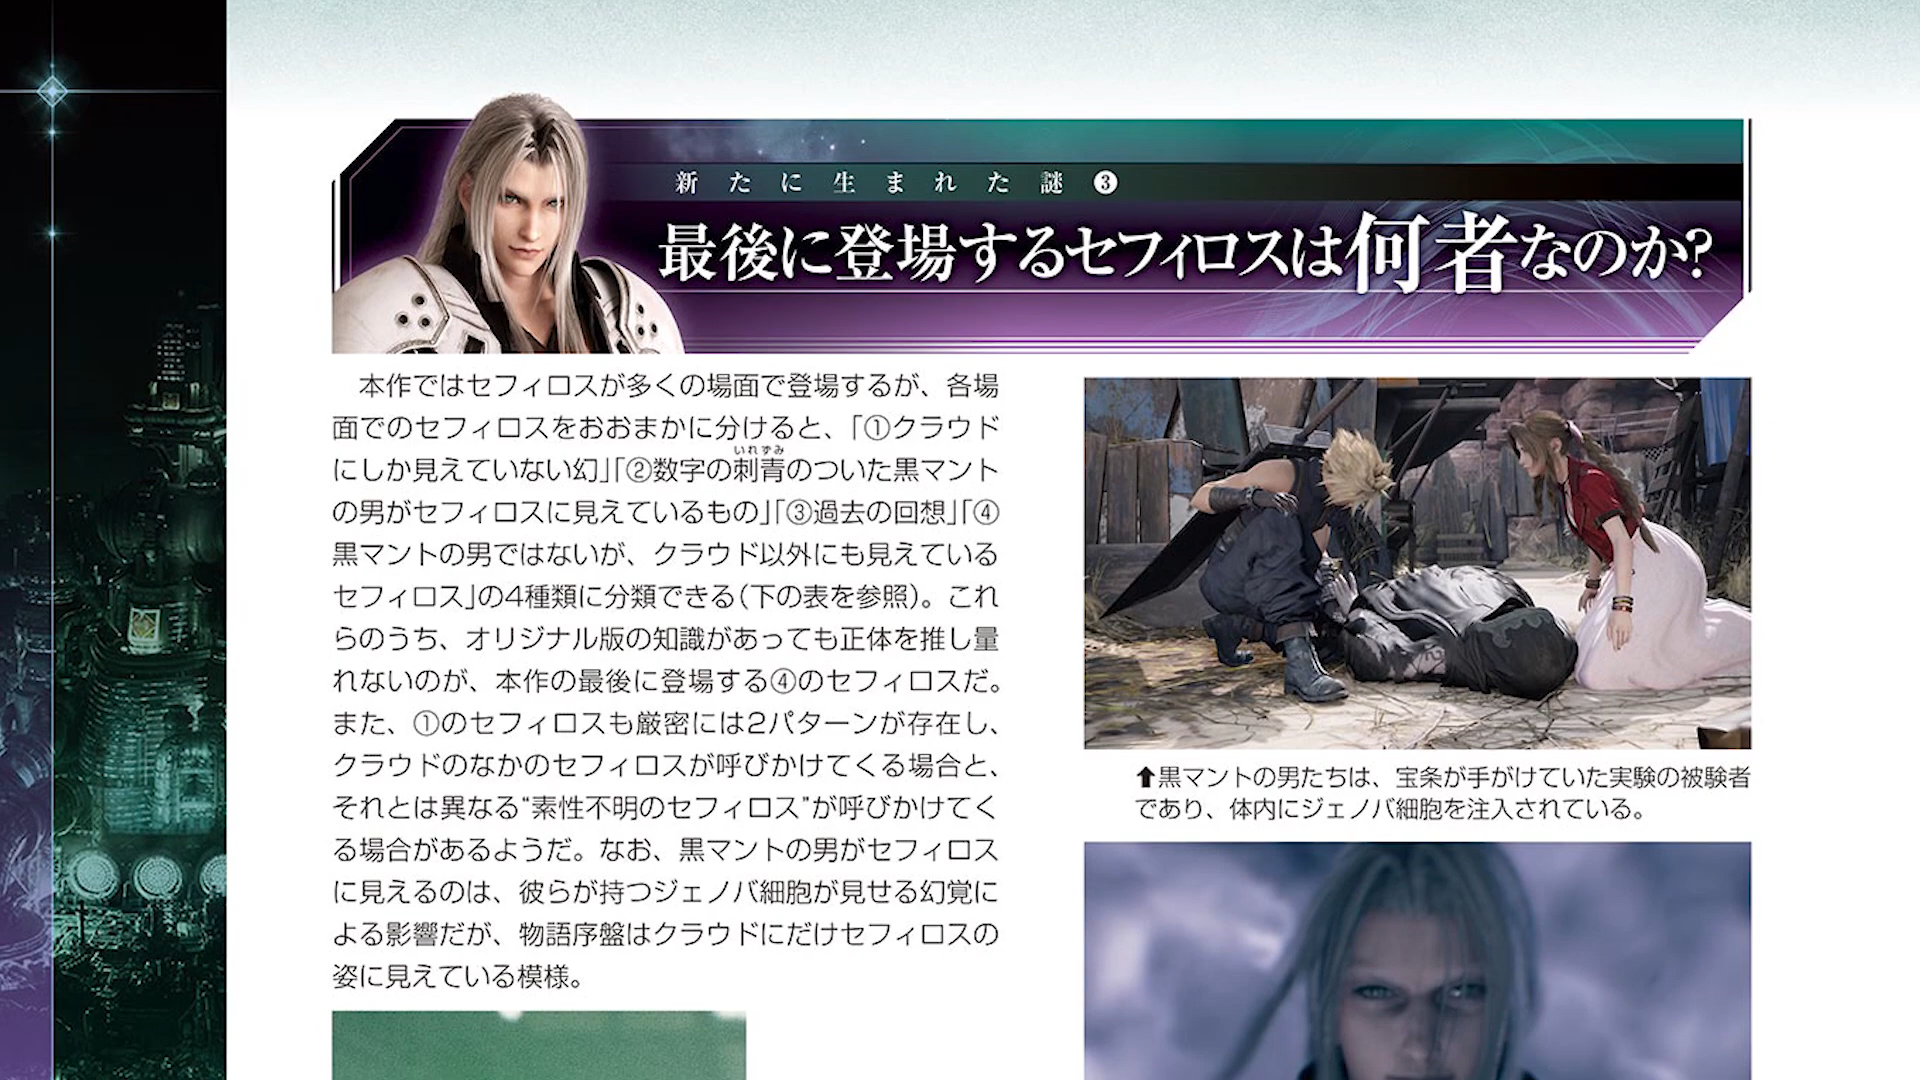 新たに生まれた謎❸
最後に登場するセフィロスは何者なのか?
本作ではセフィロスが多くの場面で登場するが、各場
面でのセフィロスをおおまかに分けると、「①クラウド
にしか見えていない幻」「②数字の刺青のついた黒マント
いれずみ
の男がセフィロスに見えているもの」「③過去の回想」「④
黒マントの男ではないが、クラウド以外にも見えている
セフィロス」の4種類に分類できる(下の表を参照)。これ
らのうち、オリジナル版の知識があっても正体を推し量
れないのが、本作の最後に登場する④のセフィロスだ。
また、①のセフィロスも厳密には2パターンが存在し、
クラウドのなかのセフィロスが呼びかけてくる場合と、
それとは異なる“素性不明のセフィロス”が呼びかけてく
る場合があるようだ。なお、黒マントの男がセフィロス
に見えるのは、彼らが持つジェノバ細胞が見せる幻覚に
よる影響だが、物語序盤はクラウドにだけセフィロスの
姿に見えている模様。
⬆黒マントの男たちは、宝条が手がけていた実験の被験者
であり、体内にジェノバ細胞を注入されている。